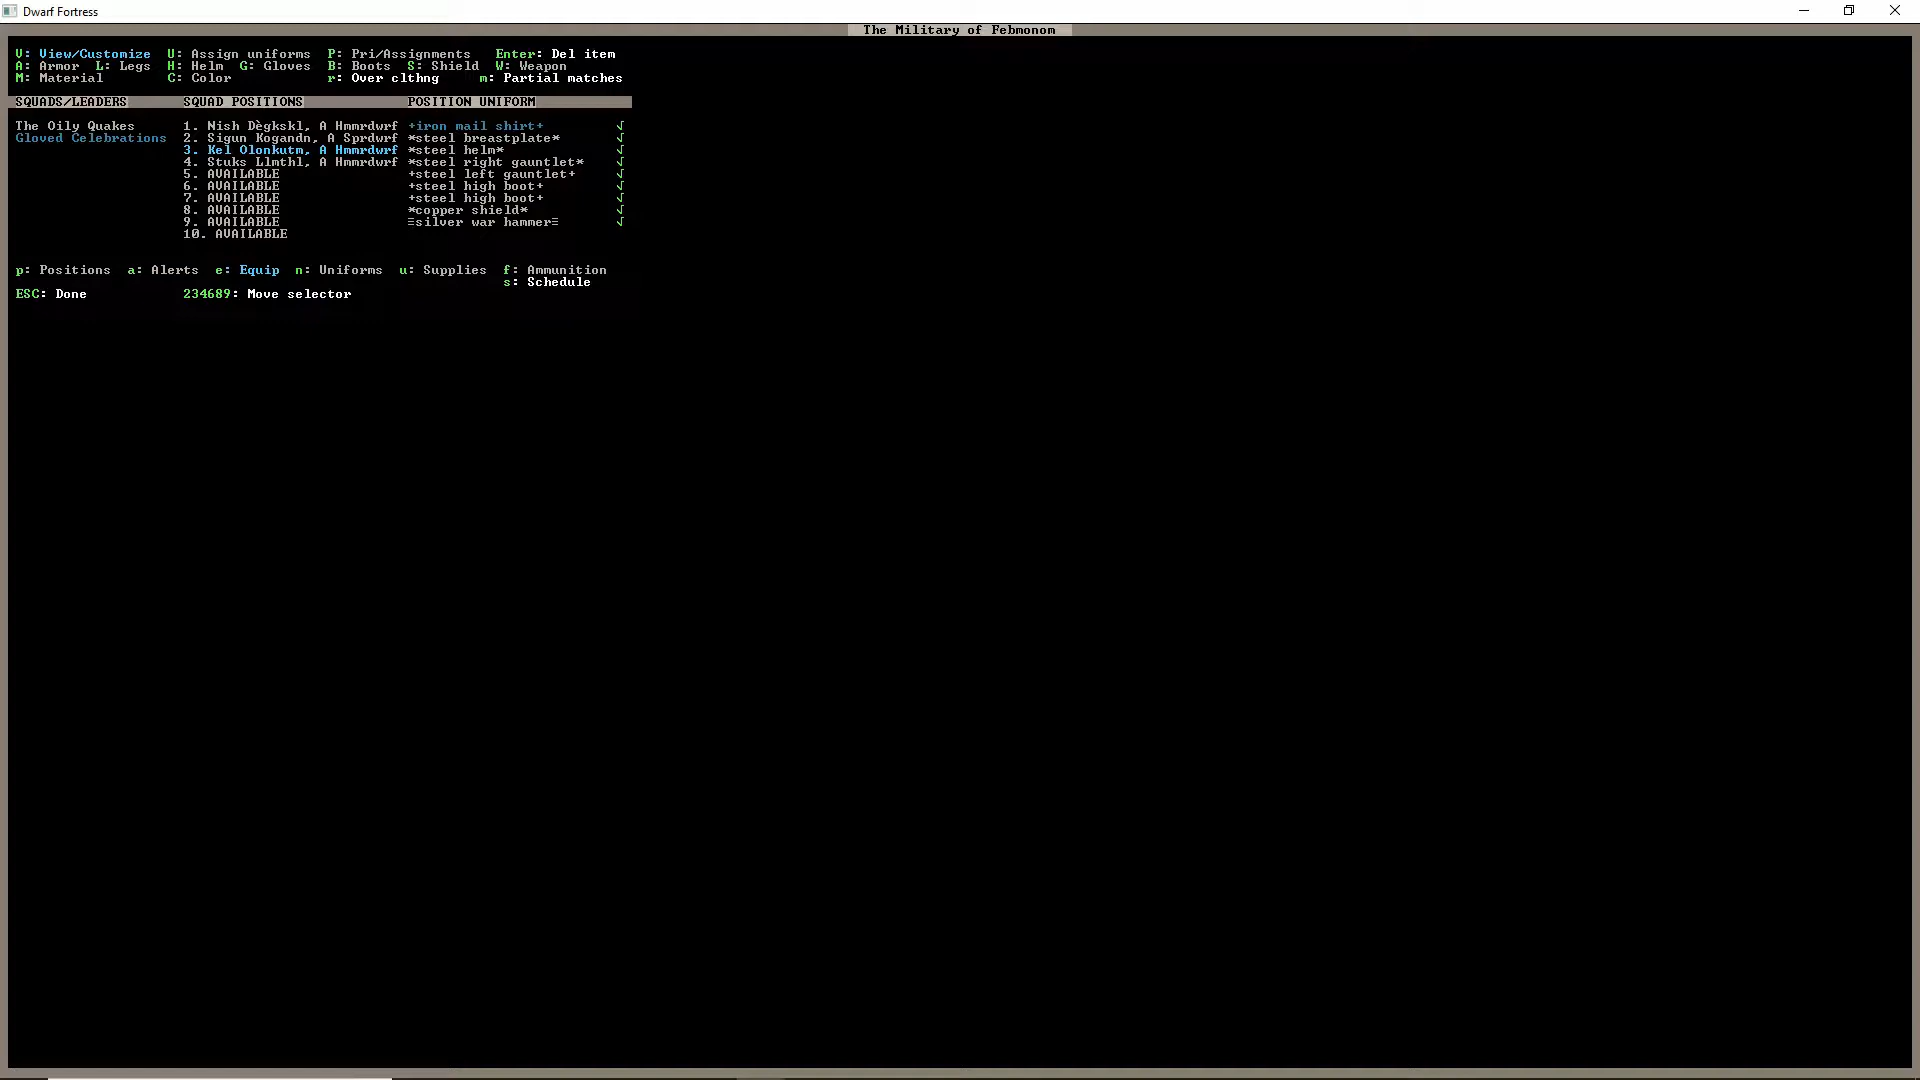 Dwarf Fortress
The Military of Febmonom
V: View/Customize U: Assign uniforms P: Pri/Assignments Enter: Del item
A: Armor L: Legs H: Helm G: Gloves B: Boots S: Shield W: Weapon
M: Material C: Color r: Over clthng m: Partial matches
SQUADS/LEADERS SQUAD POSITIONS POSITION UNIFORM
The Oily Quakes 1. Nish Dègkskl, A Hmmrdwrf +iron mail shirt+ √
Gloved Celebrations 2. Sigun Kogandn, A Sprdwrf *steel breastplate* √
3. Kel Olonkutm, A Hmmrdwrf *steel helm* √
4. Stuks Llmthl, A Hmmrdwrf *steel right gauntlet* √
5. AVAILABLE +steel left gauntlet+ √
6. AVAILABLE +steel high boot+ √
7. AVAILABLE +steel high boot+ √
8. AVAILABLE *copper shield* √
9. AVAILABLE ≡silver war hammer≡ √
10. AVAILABLE
p: Positions a: Alerts e: Equip n: Uniforms u: Supplies f: Ammunition
s: Schedule
ESC: Done 234689: Move selector